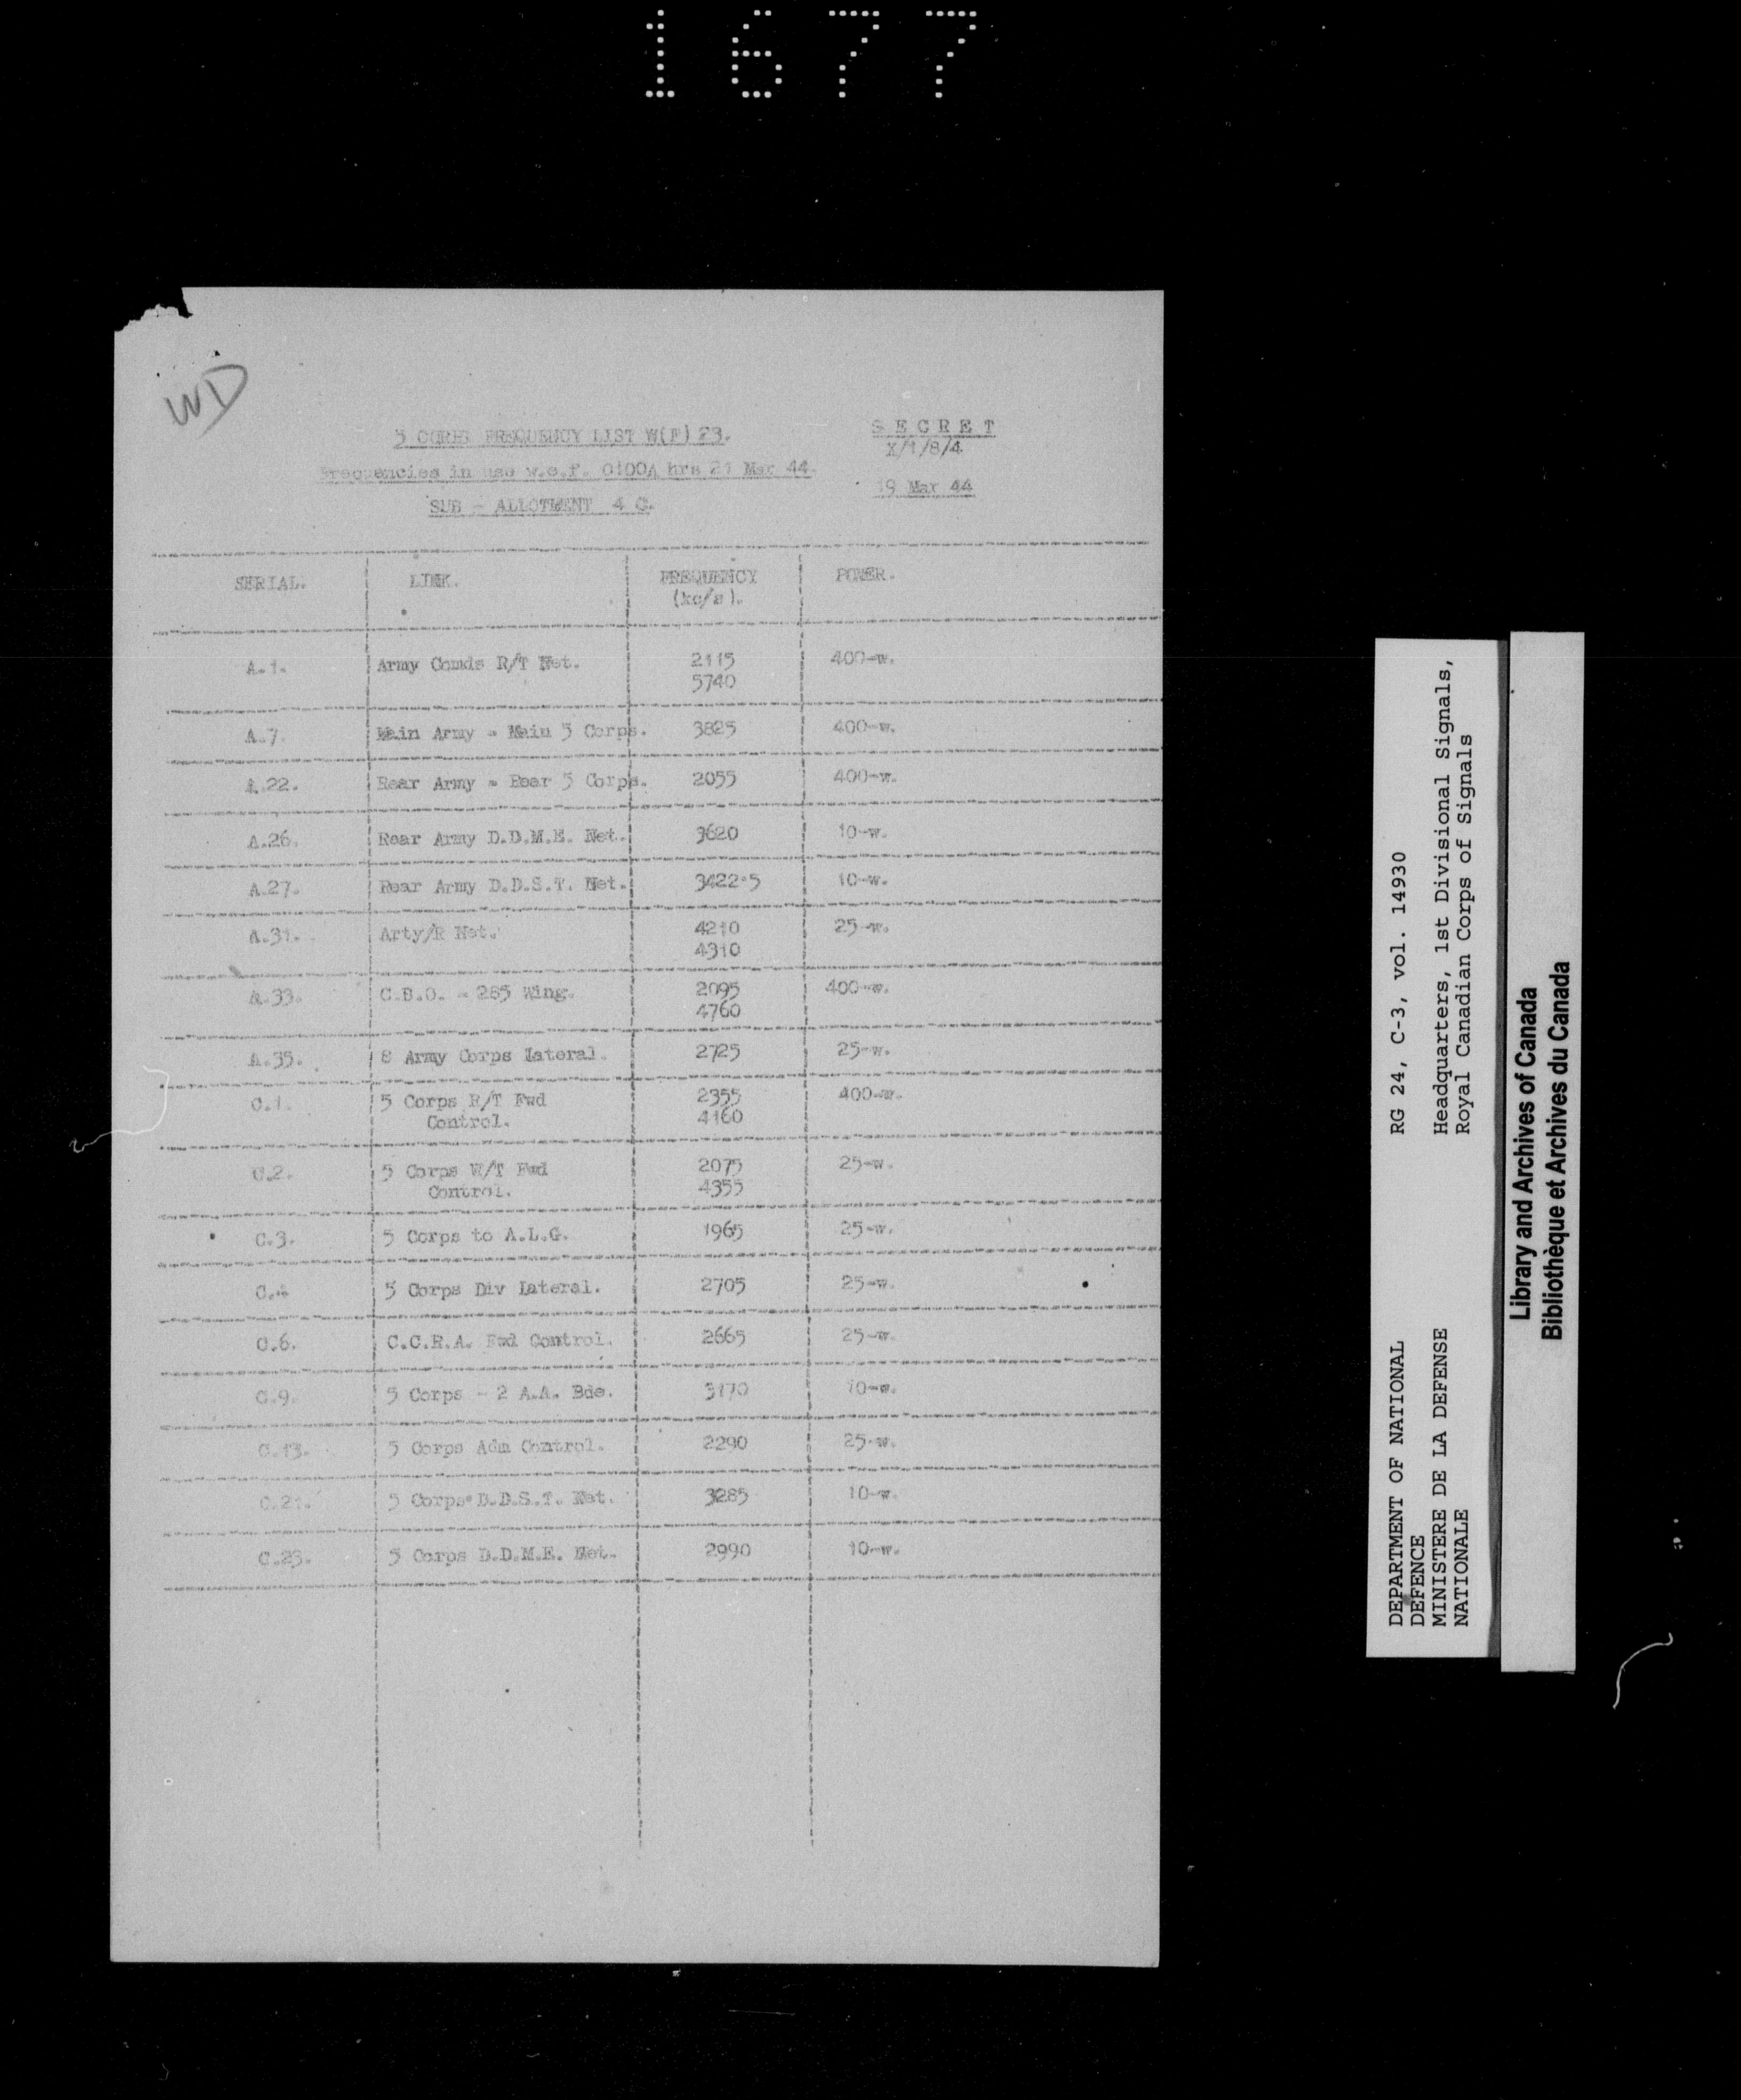 1677
WD
5 CORPS FREQUENCY LIST W(F) 23.
SECRET
X/1/8/4
Frequencies in use w.e.f. 0100A hrs 21 Mar 44.
19 Mar 44
SUB - ALLOTMENT 4 G.
SERIAL. LINK. FREQUENCY POWER.
(kc/s).
A.1. Army Comds R/T Net. 2115 400-w.
5740
A.7. Main Army - Main 5 Corps. 3825 400-w.
A.22. Rear Army - Rear 5 Corps. 2055 400-w.
A.26. Rear Army D.D.M.E. Net. 3620 10-w.
A.27. Rear Army D.D.S.T. Net. 3422.5 10-w.
A.31. Arty/R Net. 4210 25-w.
4310
A.33. C.B.O. - 285 Wing. 2095 400-w.
4760
A.35. 8 Army Corps Lateral. 2725 25-w.
C.1. 5 Corps R/T Fwd 2355 400-w.
Control. 4160
C.2. 5 Corps W/T Fwd 2075 25-w.
Control. 4355
C.3. 5 Corps to A.L.G. 1965 25-w.
5 Corps Div Lateral. 2705 25-w.
C.6. C.C.R.A. Fwd Control. 2665 25-w.
C.9. 5 Corps - 2 A.A. Bde. 3170 10-w.
C.13. 5 Corps Adm Control. 2290 25-w.
C.21. 5 Corps D.D.S.T. Net. 3285 10-w.
C.23. 5 Corps D.D.M.E. Net. 2990 10-w.
DEPARTMENT OF NATIONAL RG 24, C-3, vol. 14930
DEFENCE
MINISTERE DE LA DEFENSE Headquarters, 1st Divisional Signals,
NATIONALE Royal Canadian Corps of Signals
Library and Archives of Canada
Bibliothèque et Archives du Canada